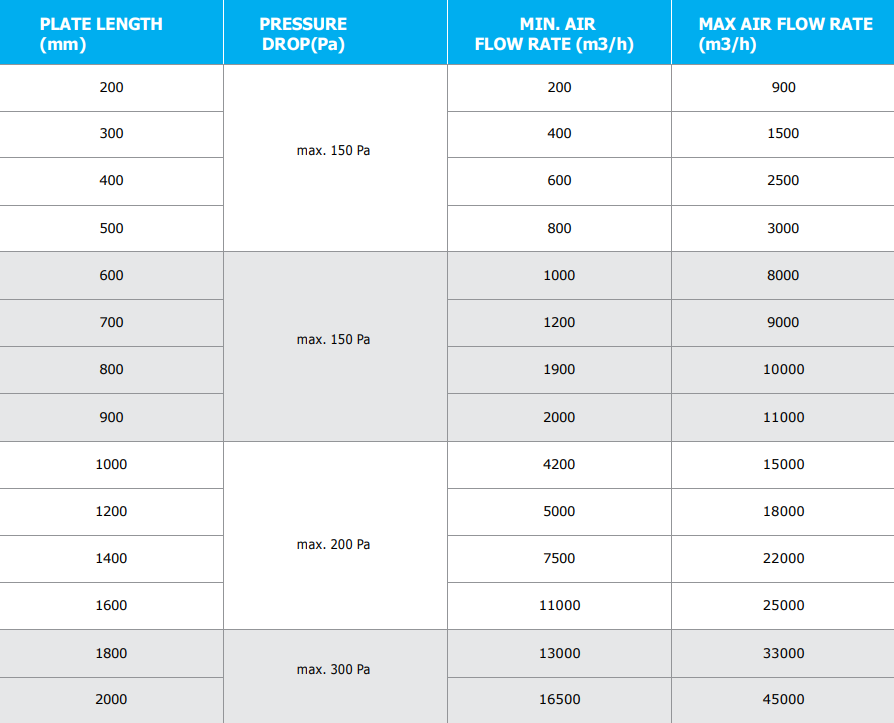 PLATE LENGTH (mm) PRESSURE DROP(Pa) MIN. AIR FLOW RATE (m3/h) MAX AIR FLOW RATE (m3/h)
200 max. 150 Pa 200 900
300 400 1500
400 600 2500
500 800 3000
600 max. 150 Pa 1000 8000
700 1200 9000
800 1900 10000
900 2000 11000
1000 max. 200 Pa 4200 15000
1200 5000 18000
1400 7500 22000
1600 11000 25000
1800 max. 300 Pa 13000 33000
2000 16500 45000